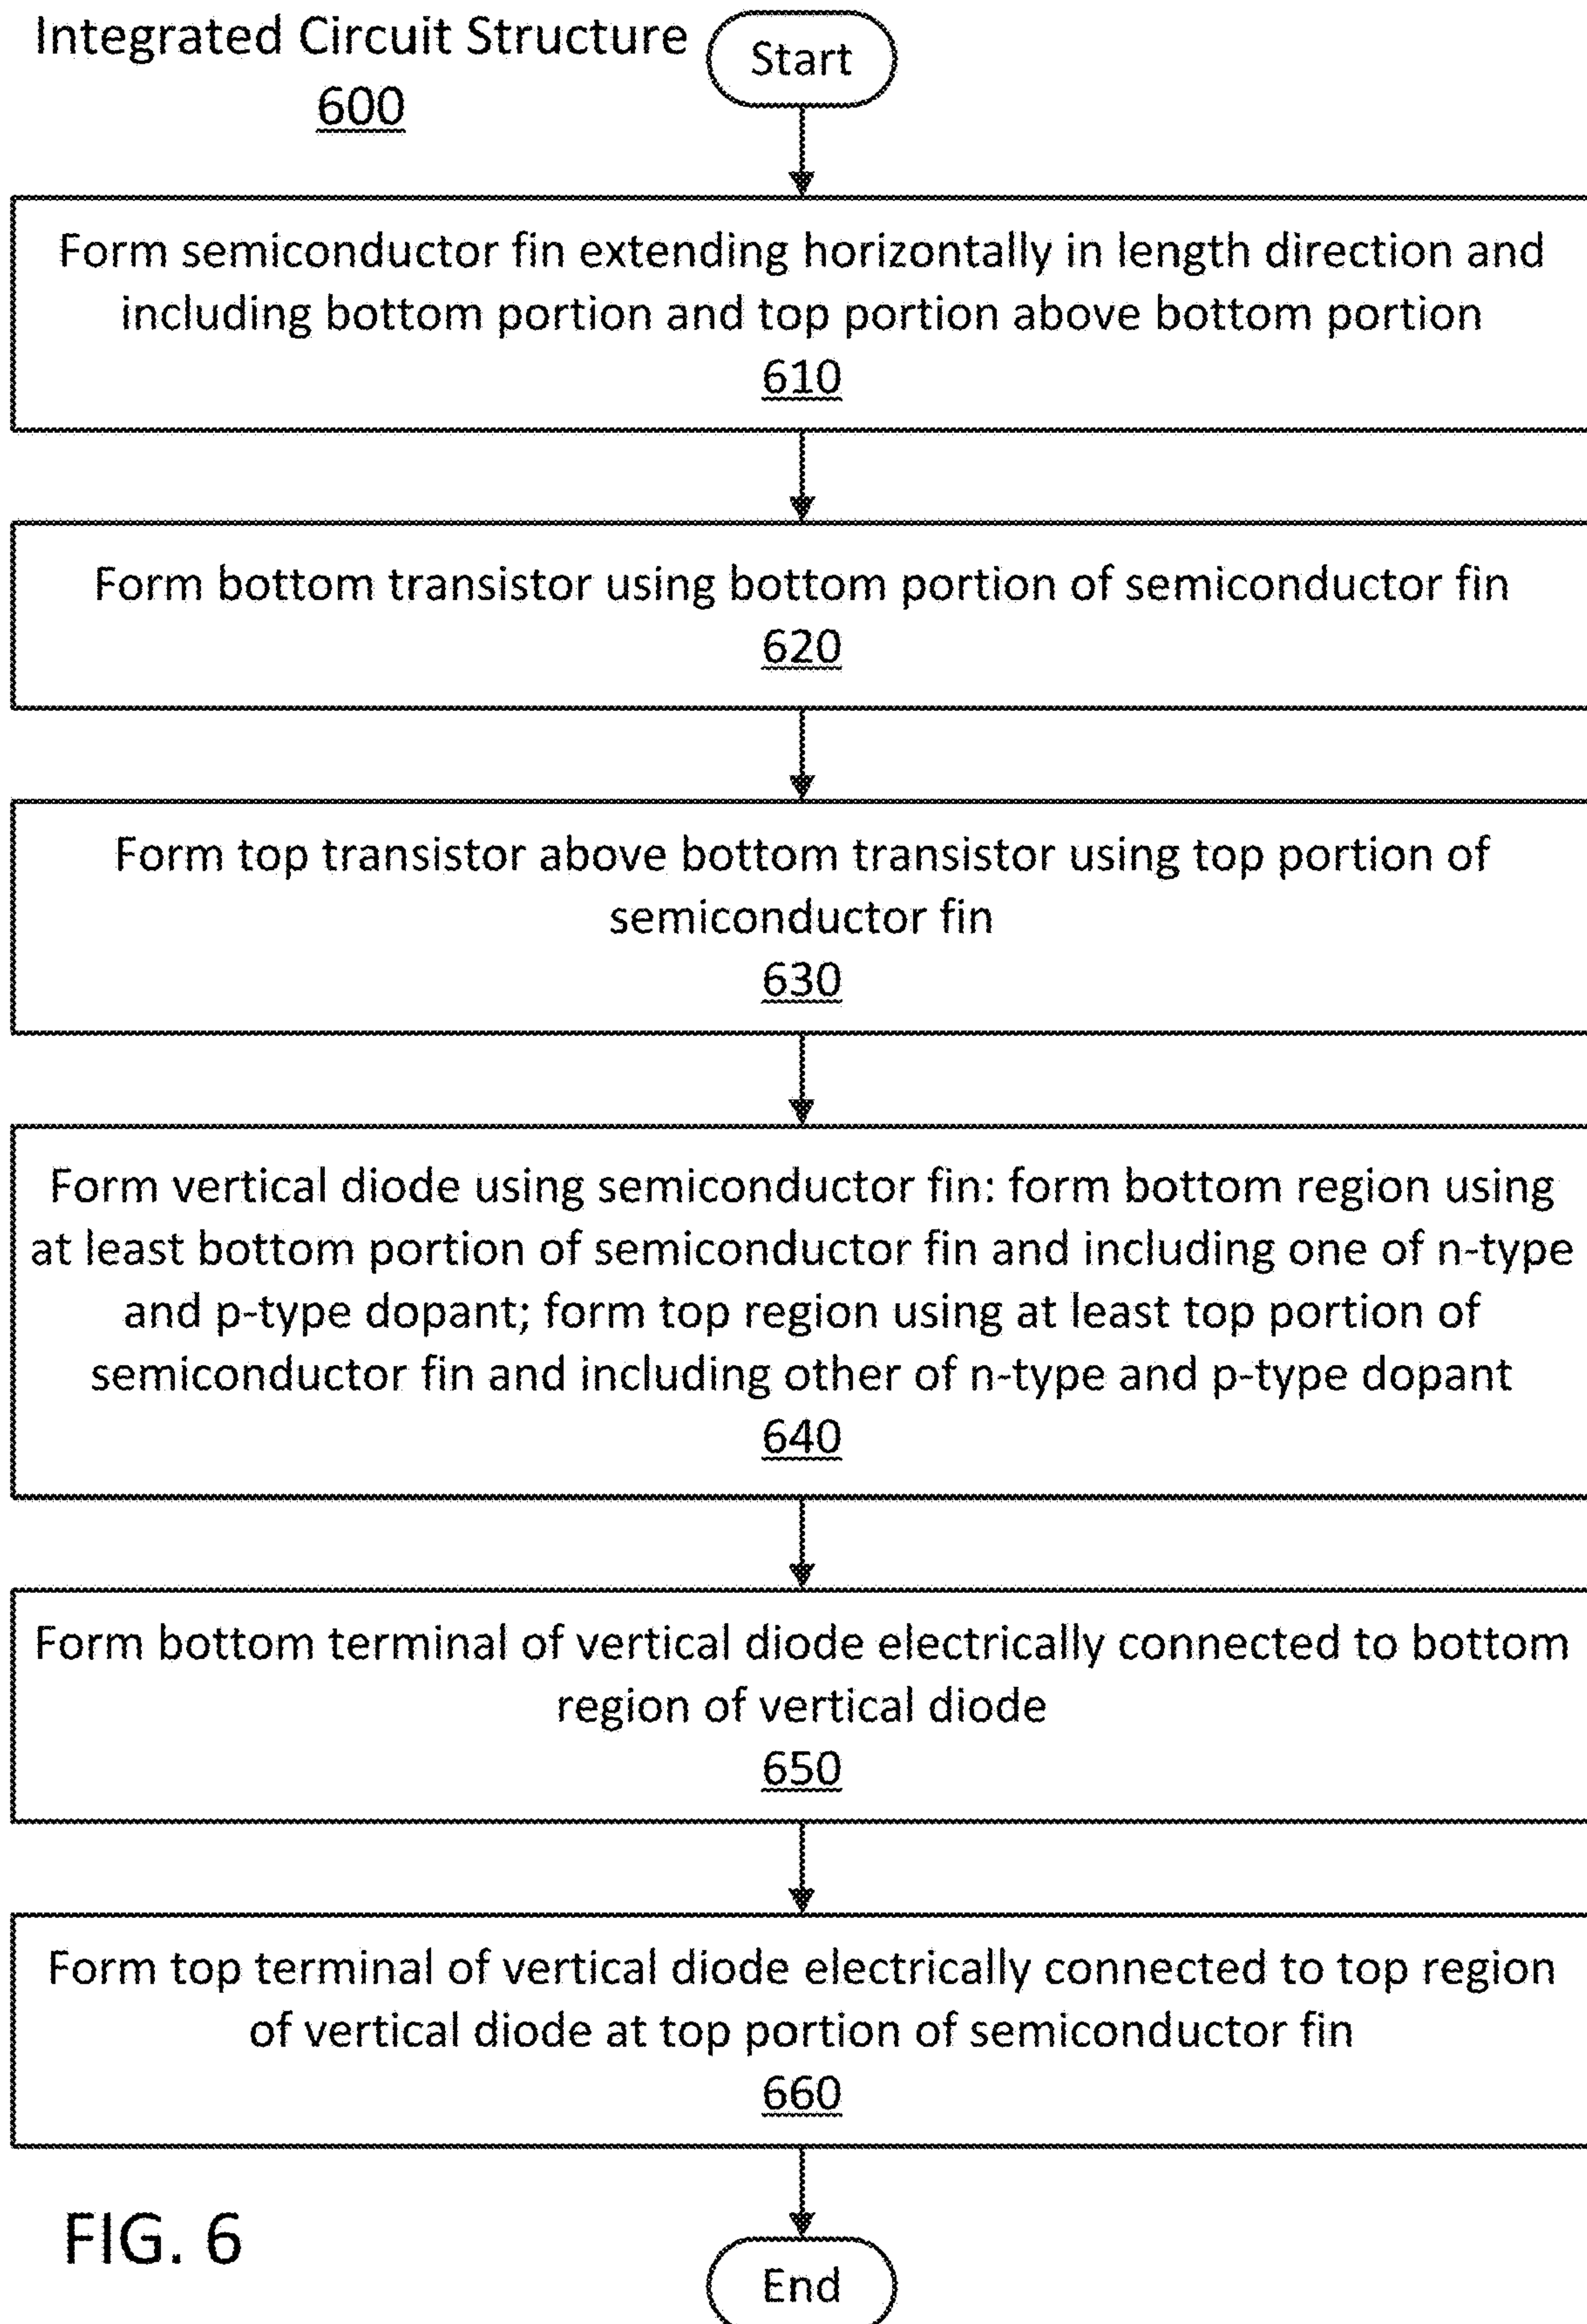 Integrated Circuit Structure
600
Start
Form semiconductor fin extending horizontally in length direction and
including bottom portion and top portion above bottom portion
610
Form bottom transistor using bottom portion of semiconductor fin
620
Form top transistor above bottom transistor using top portion of
semiconductor fin
630
Form vertical diode using semiconductor fin: form bottom region using
at least bottom portion of semiconductor fin and including one of n-type
and p-type dopant; form top region using at least top portion of
semiconductor fin and including other of n-type and p-type dopant
640
Form bottom terminal of vertical diode electrically connected to bottom
region of vertical diode
650
Form top terminal of vertical diode electrically connected to top region
of vertical diode at top portion of semiconductor fin
660
FIG. 6
End